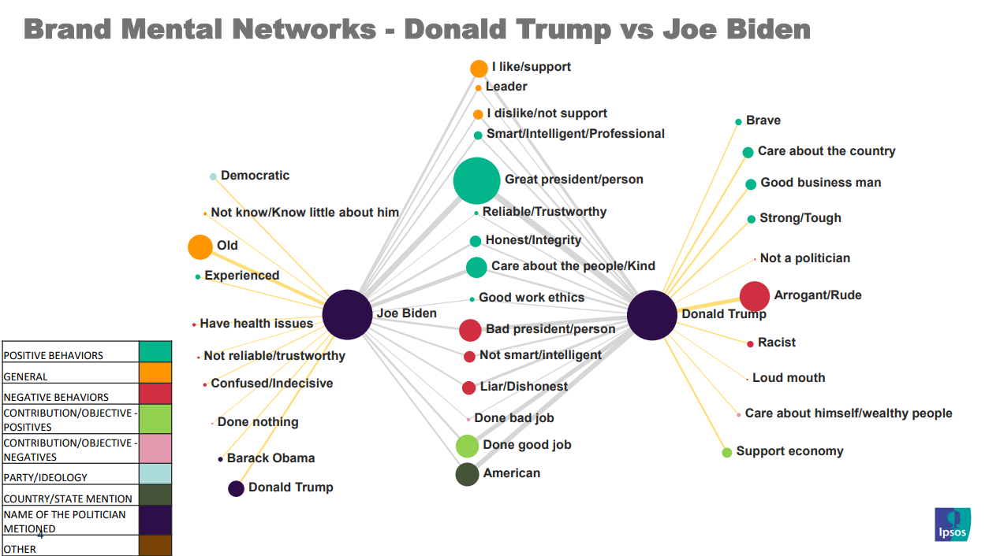 Brand Mental Networks - Donald Trump vs Joe Biden
I like/support
Leader
I dislike/not support
Smart/Intelligent/Professional
Great president/person
Reliable/Trustworthy
Honest/Integrity
Care about the people/Kind
Good work ethics
Bad president/person
Not smart/intelligent
Liar/Dishonest
Done bad job
Done good job
American
Democratic
Not know/Know little about him
Old
Experienced
Have health issues
Not reliable/trustworthy
Confused/Indecisive
Done nothing
Barack Obama
Donald Trump
Joe Biden
Donald Trump
Brave
Care about the country
Good business man
Strong/Tough
Not a politician
Arrogant/Rude
Racist
Loud mouth
Care about himself/wealthy people
Support economy
POSITIVE BEHAVIORS
GENERAL
NEGATIVE BEHAVIORS
CONTRIBUTION/OBJECTIVE -
POSITIVES
CONTRIBUTION/OBJECTIVE -
NEGATIVES
PARTY/IDEOLOGY
COUNTRY/STATE MENTION
NAME OF THE POLITICIAN
METIONED
4
OTHER
Ipsos